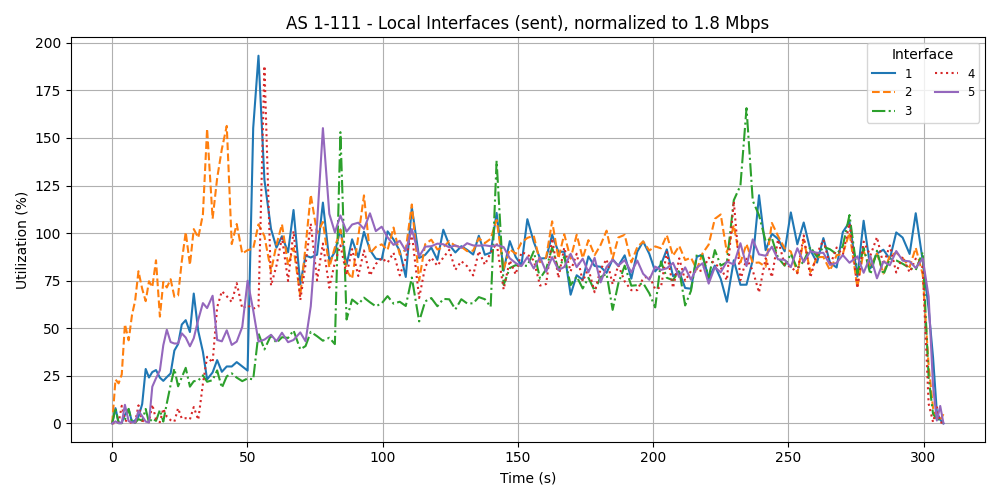 AS 1-111 - Local Interfaces (sent), normalized to 1.8 Mbps
Utilization (%)
200
175
150
125
100
75
50
25
0
0 50 100 150 200 250 300
Time (s)
Interface
1 4
2 5
3